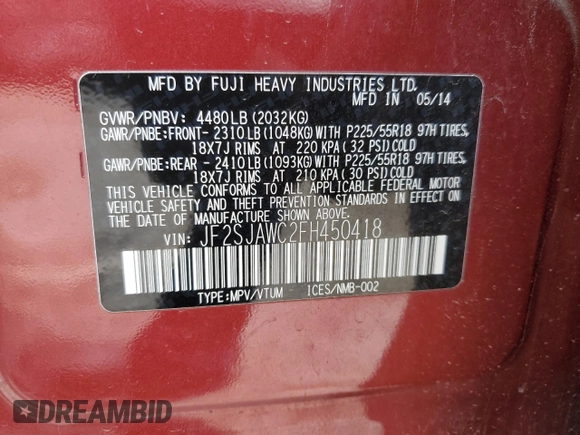 MFD BY FUJI HEAVY INDUSTRIES LTD.
MFD IN JAPAN 05/14
GVWR/PNBV: 4480LB (2032KG)
GAWR/PNBE:FRONT- 2310LB (1048KG)WITH P225/55R18 97H TIRES,
18X7J RIMS AT 220 KPA ( 32 PSI) COLD
GAWR/PNBE:REAR - 2410LB (1093KG)WITH P225/55R18 97H TIRES,
18X7J RIMS AT 210 KPA ( 30 PSI) COLD
THIS VEHICLE CONFORMS TO ALL APPLICABLE FEDERAL MOTOR
VEHICLE SAFETY AND THEFT PREVENTION STANDARDS IN EFFECT ON
THE DATE OF MANUFACTURE SHOWN ABOVE.
VIN: JF2SJAWC2FH450418
TYPE:MPV/VTUM ICES/NMB-002
DREAMBID